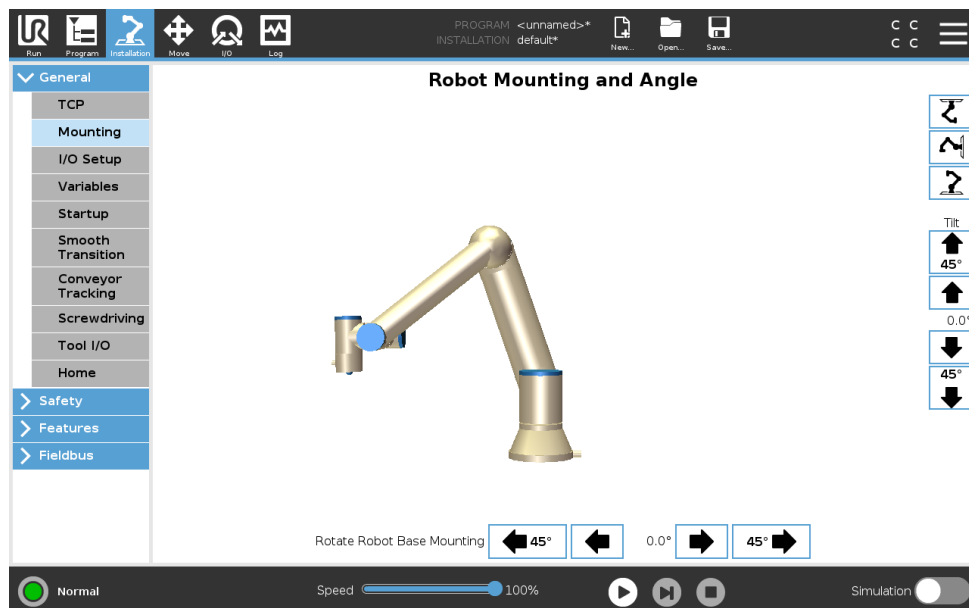 UR
PROGRAM <unnamed>*
INSTALLATION default*
C C
C C
Run
Program
Installation
Move
I/O
Log
New...
Open...
Save...
General
Robot Mounting and Angle
TCP
Mounting
I/O Setup
Variables
Startup
Smooth
Transition
Conveyor
Tracking
Screwdriving
Tool I/O
Home
Safety
Features
Fieldbus
Tilt
45°
0.0°
45°
Rotate Robot Base Mounting 45° 0.0° 45°
Normal
Speed 100%
Simulation